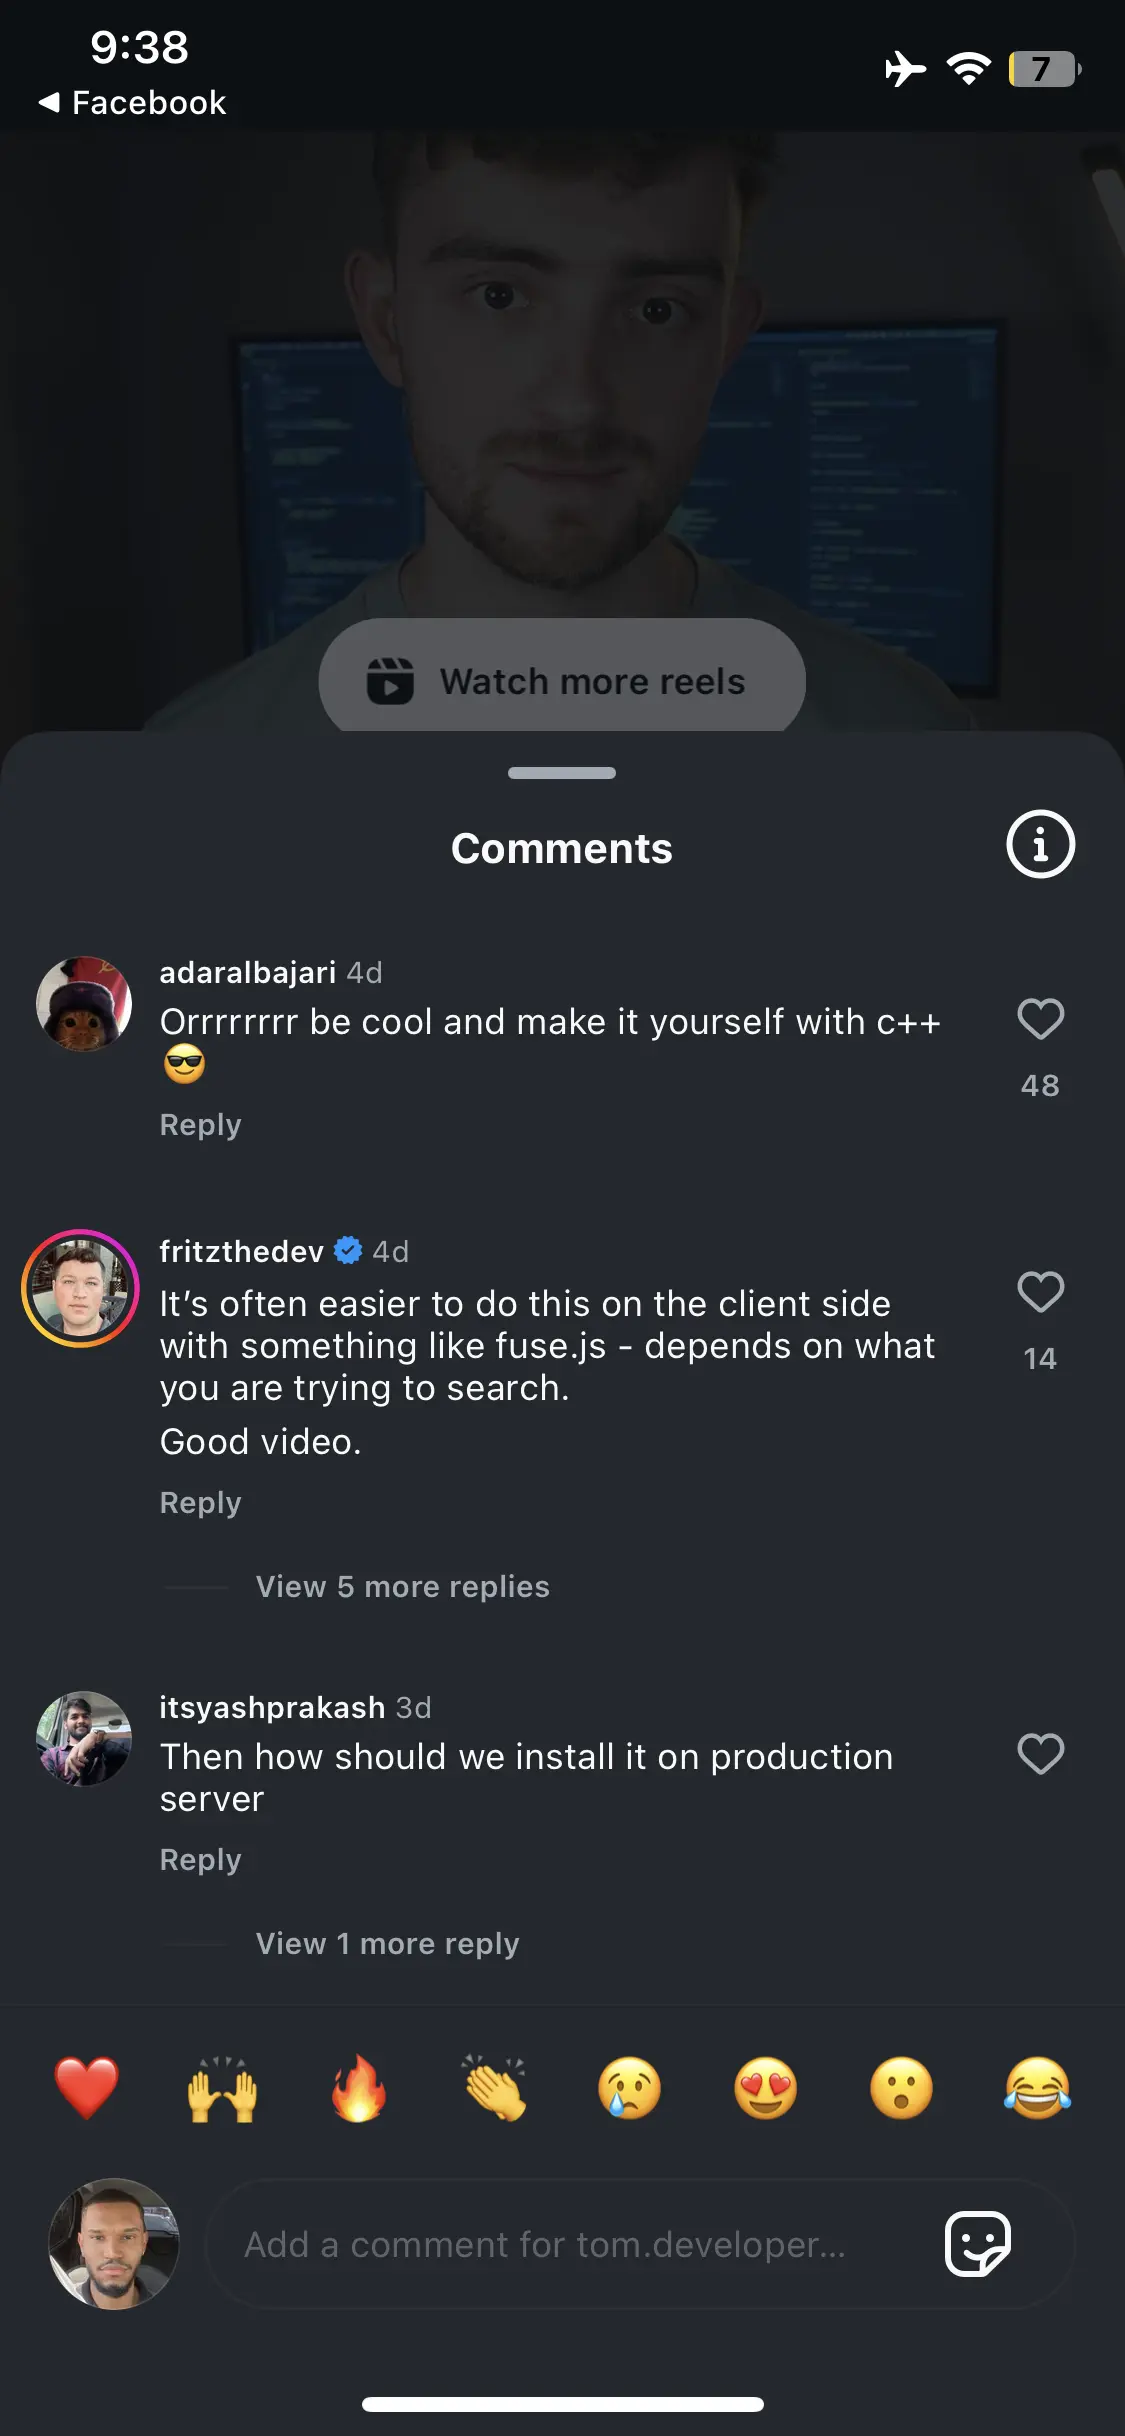 9:38
Facebook
7
Watch more reels
Comments
adaralbajari 4d
Orrrrrrrr be cool and make it yourself with c++
😎
48
Reply
fritzthedev 4d
It’s often easier to do this on the client side
with something like fuse.js - depends on what
you are trying to search.
14
Good video.
Reply
View 5 more replies
itsyashprakash 3d
Then how should we install it on production
server
Reply
View 1 more reply
Add a comment for tom.developer...